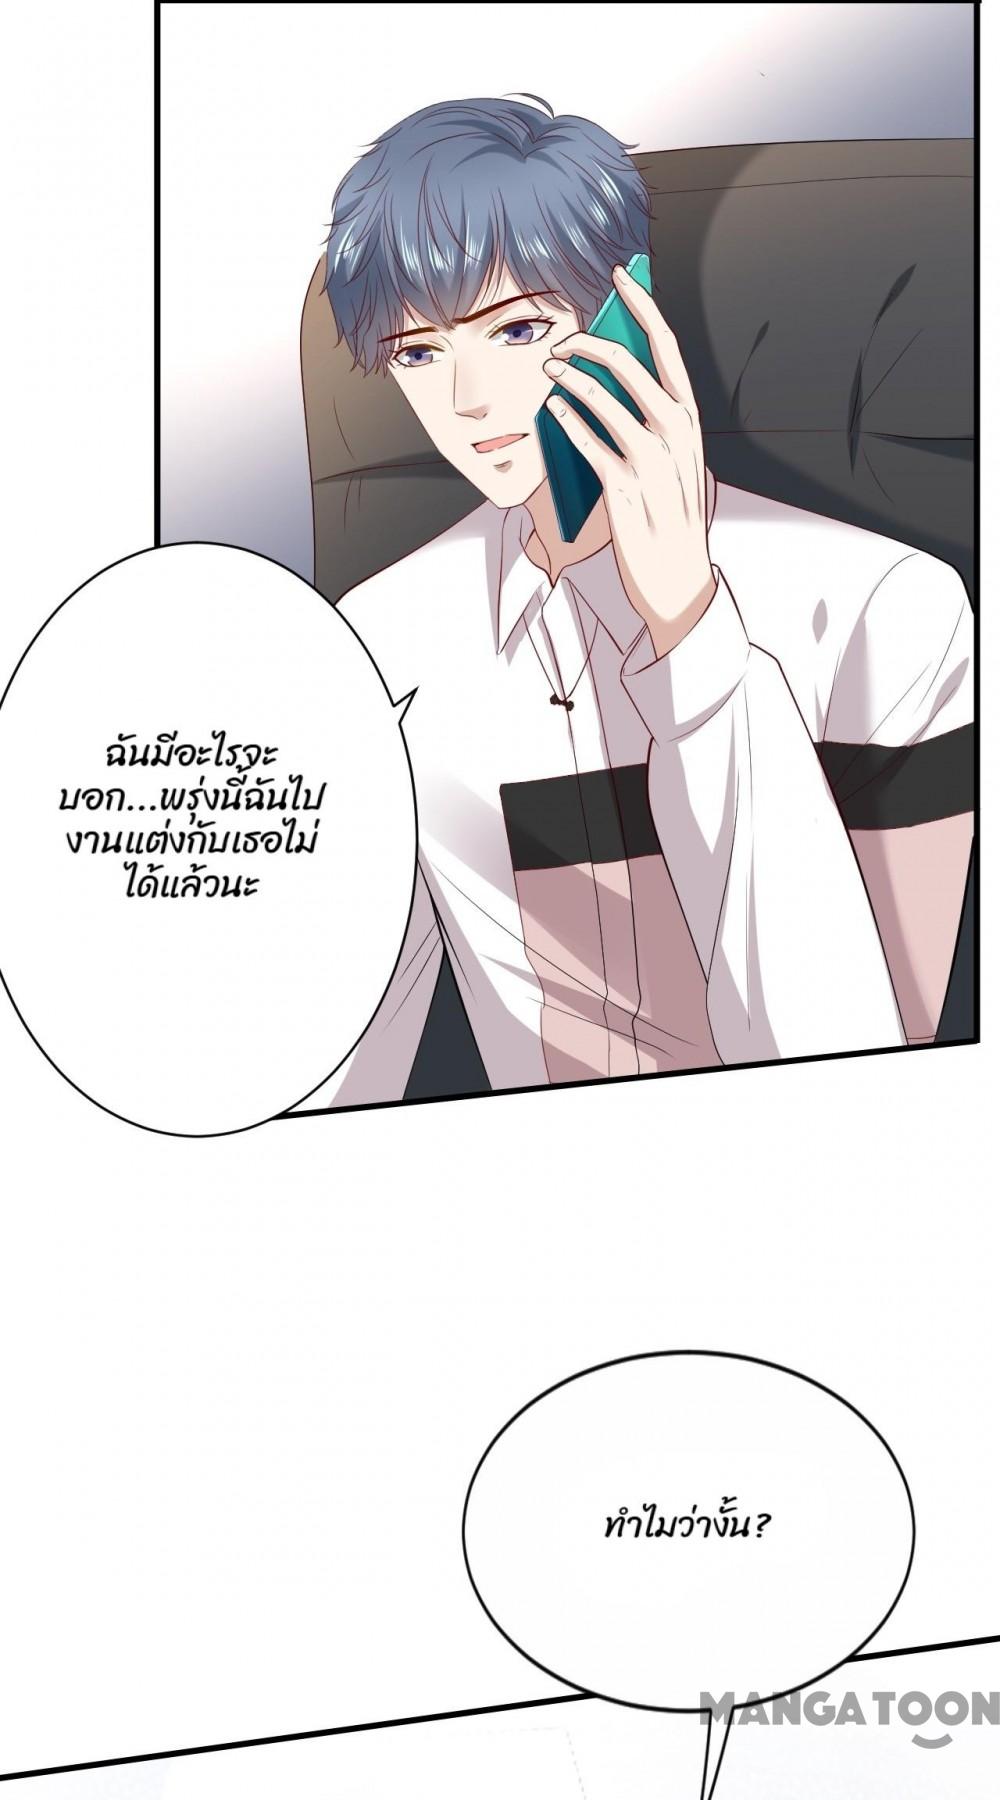 ฉันมีอะไรจะ
บอก...พรุ่งนี้ฉันไป
งานแต่งกับเธอไม่
ได้แล้วนะ
ทำไมว่างั้น?
MANGATOON